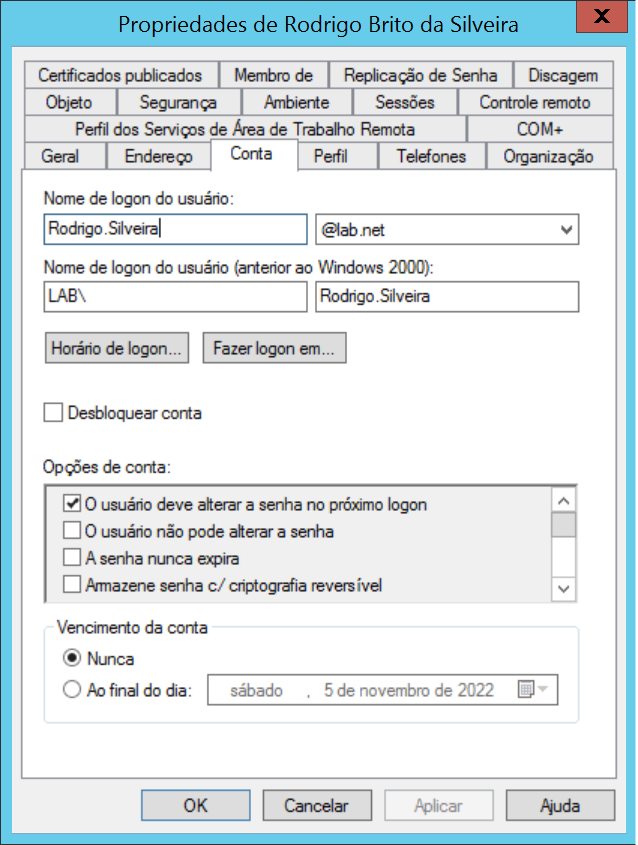 Propriedades de Rodrigo Brito da Silveira
x
Certificados publicados Membro de Replicação de Senha Discagem
Objeto Segurança Ambiente Sessões Controle remoto
Perfil dos Serviços de Área de Trabalho Remota COM+
Geral Endereço Conta Perfil Telefones Organização
Nome de logon do usuário:
Rodrigo.Silveira @lab.net
Nome de logon do usuário (anterior ao Windows 2000):
LAB\ Rodrigo.Silveira
Horário de logon... Fazer logon em...
Desbloquear conta
Opções de conta:
O usuário deve alterar a senha no próximo logon
O usuário não pode alterar a senha
A senha nunca expira
Armazene senha c/ criptografia reversível
Vencimento da conta
Nunca
Ao final do dia: sábado , 5 de novembro de 2022
OK Cancelar Aplicar Ajuda